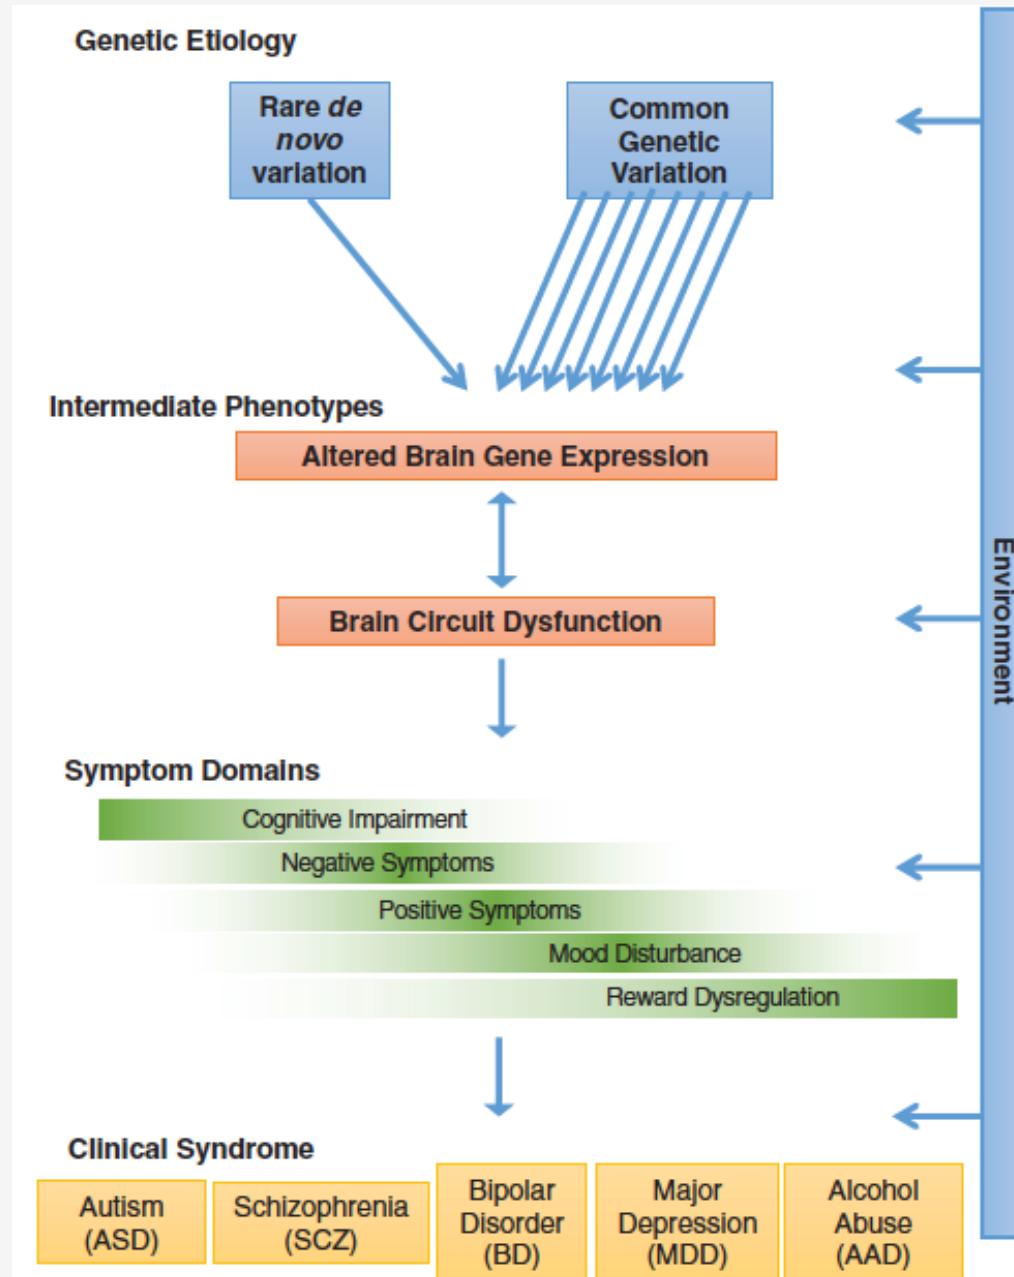 Genetic Etiology
Rare de
novo
variation
Common
Genetic
Variation
Intermediate Phenotypes
Altered Brain Gene Expression
Brain Circuit Dysfunction
Environment
Symptom Domains
Cognitive Impairment
Negative Symptoms
Positive Symptoms
Mood Disturbance
Reward Dysregulation
Clinical Syndrome
Autism
(ASD)
Schizophrenia
(SCZ)
Bipolar
Disorder
(BD)
Major
Depression
(MDD)
Alcohol
Abuse
(AAD)